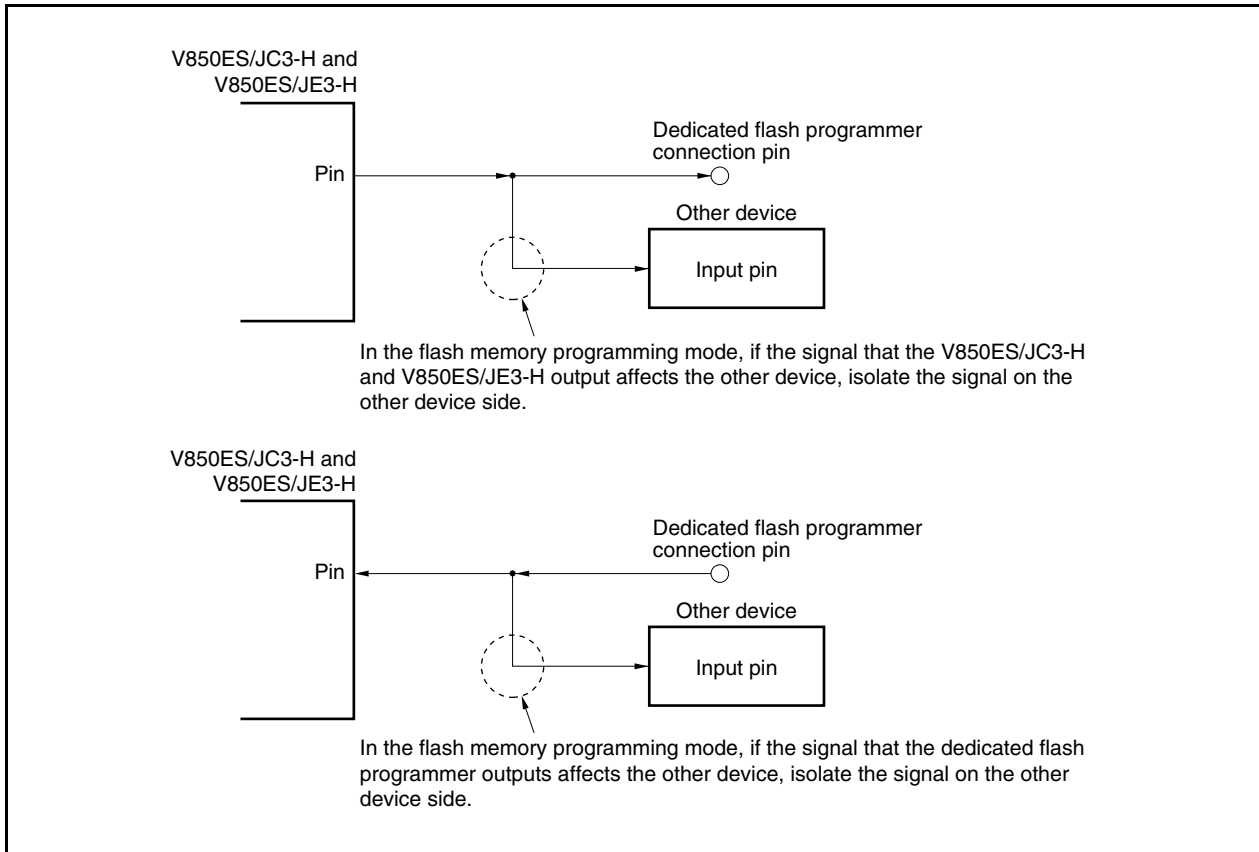 V850ES/JC3-H and
V850ES/JE3-H
Dedicated flash programmer
connection pin
Pin
Other device
Input pin
In the flash memory programming mode, if the signal that the V850ES/JC3-H
and V850ES/JE3-H output affects the other device, isolate the signal on the
other device side.
V850ES/JC3-H and
V850ES/JE3-H
Dedicated flash programmer
connection pin
Pin
Other device
Input pin
In the flash memory programming mode, if the signal that the dedicated flash
programmer outputs affects the other device, isolate the signal on the other
device side.